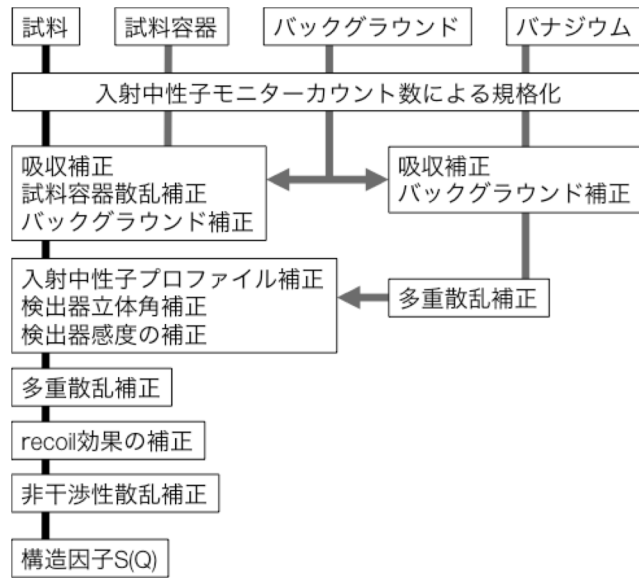 試料
試料容器
バックグラウンド
バナジウム
入射中性子モニターカウント数による規格化
吸収補正
試料容器散乱補正
バックグラウンド補正
吸収補正
バックグラウンド補正
入射中性子プロファイル補正
検出器立体角補正
検出器感度の補正
多重散乱補正
多重散乱補正
recoil効果の補正
非干渉性散乱補正
構造因子S(Q)